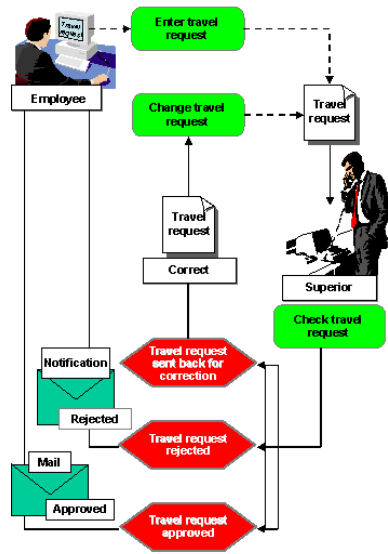 Travel
request
Enter travel
request
Employee
Change travel
request
Travel
request
Travel
request
Correct
Superior
Check travel
request
Notification
Travel request
sent back for
correction
Rejected
Travel request
rejected
Mail
Approved
Travel request
approved